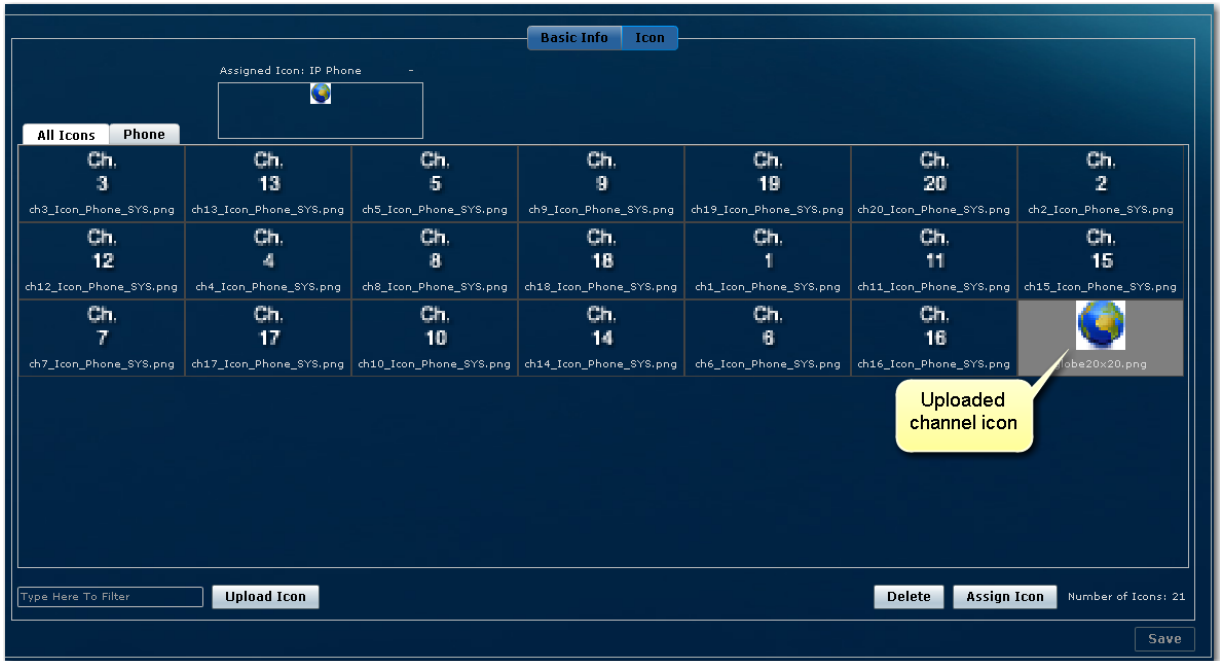 Basic Info Icon
Assigned Icon: IP Phone -
All Icons Phone
Ch. Ch. Ch. Ch. Ch. Ch. Ch.
3 13 5 9 19 20 2
ch3_Icon_Phone_SYS.png ch13_Icon_Phone_SYS.png ch5_Icon_Phone_SYS.png ch9_Icon_Phone_SYS.png ch19_Icon_Phone_SYS.png ch20_Icon_Phone_SYS.png ch2_Icon_Phone_SYS.png
Ch. Ch. Ch. Ch. Ch. Ch. Ch.
12 4 8 18 1 11 15
ch12_Icon_Phone_SYS.png ch4_Icon_Phone_SYS.png ch8_Icon_Phone_SYS.png ch18_Icon_Phone_SYS.png ch1_Icon_Phone_SYS.png ch11_Icon_Phone_SYS.png ch15_Icon_Phone_SYS.png
Ch. Ch. Ch. Ch. Ch. Ch.
7 17 10 14 6 16
ch7_Icon_Phone_SYS.png ch17_Icon_Phone_SYS.png ch10_Icon_Phone_SYS.png ch14_Icon_Phone_SYS.png ch6_Icon_Phone_SYS.png ch16_Icon_Phone_SYS.png lobe20x20.png
Uploaded
channel icon
Type Here To Filter Upload Icon Delete Assign Icon Number of Icons: 21
Save